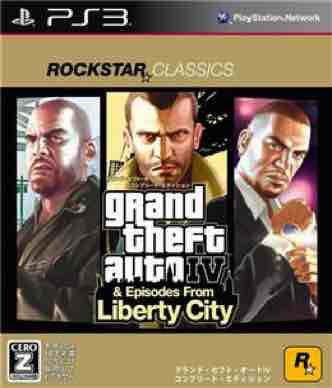 PS3
PlayStation®Network
ROCKSTAR CLASSICS
grand
theft
auto IV
& Episodes From
Liberty City
CERO
Z
R
グランド・セフト・オートIV
コンプリート・エディション